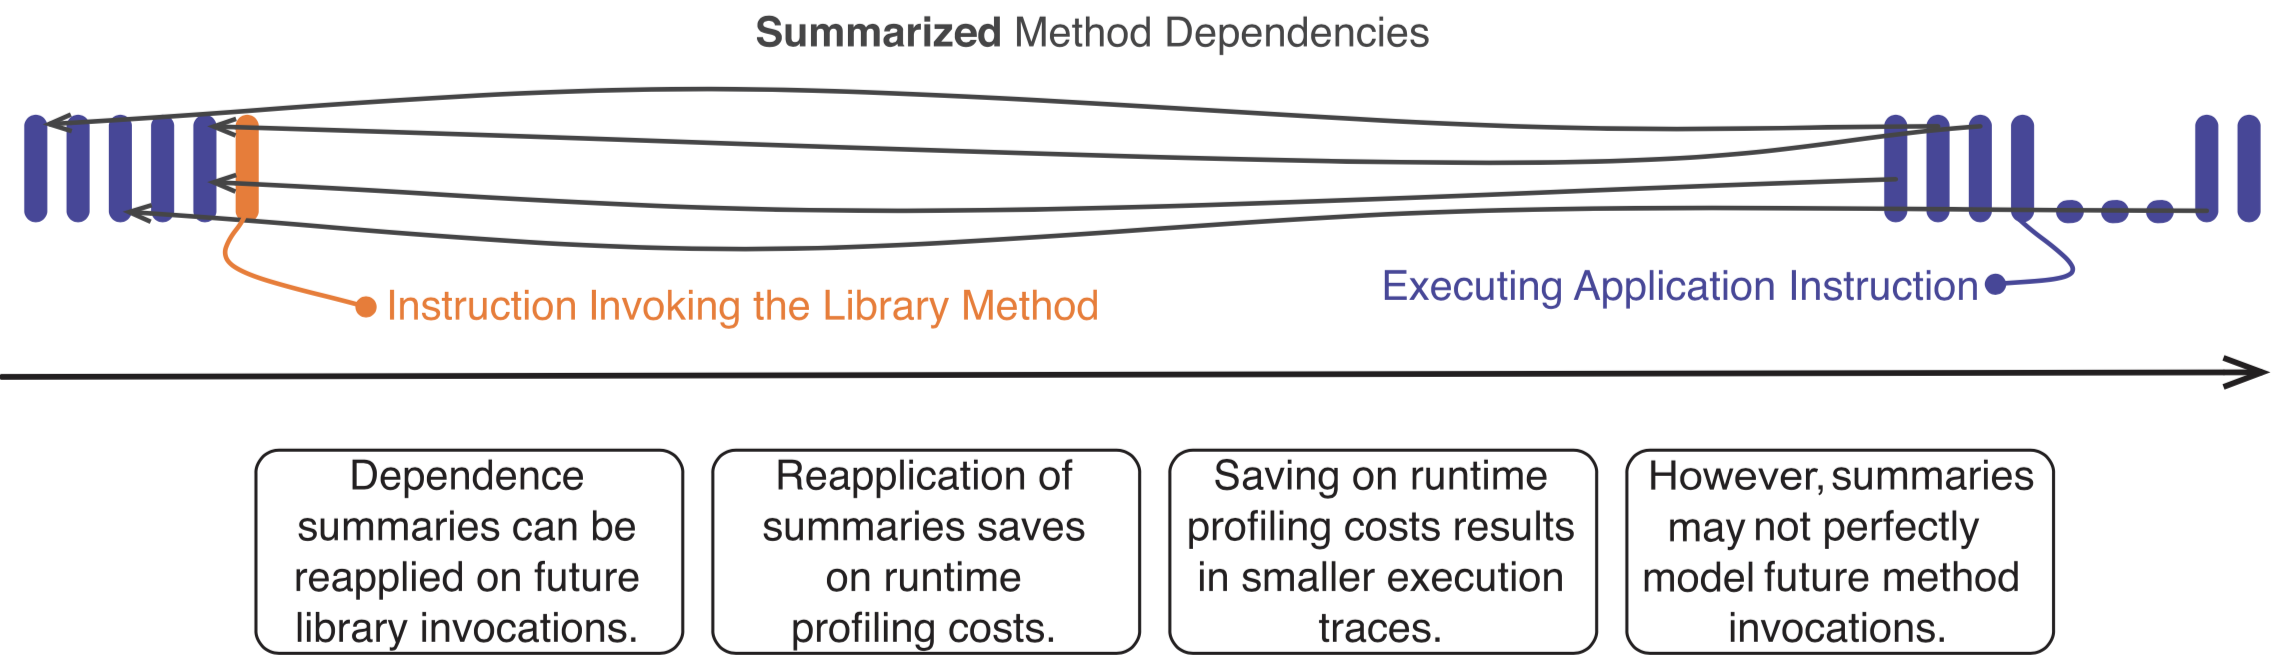 Summarized Method Dependencies
Instruction Invoking the Library Method
Executing Application Instruction
Dependence
summaries can be
reapplied on future
library invocations.
Reapplication of
summaries saves
on runtime
profiling costs.
Saving on runtime
profiling costs results
in smaller execution
traces.
However, summaries
may not perfectly
model future method
invocations.